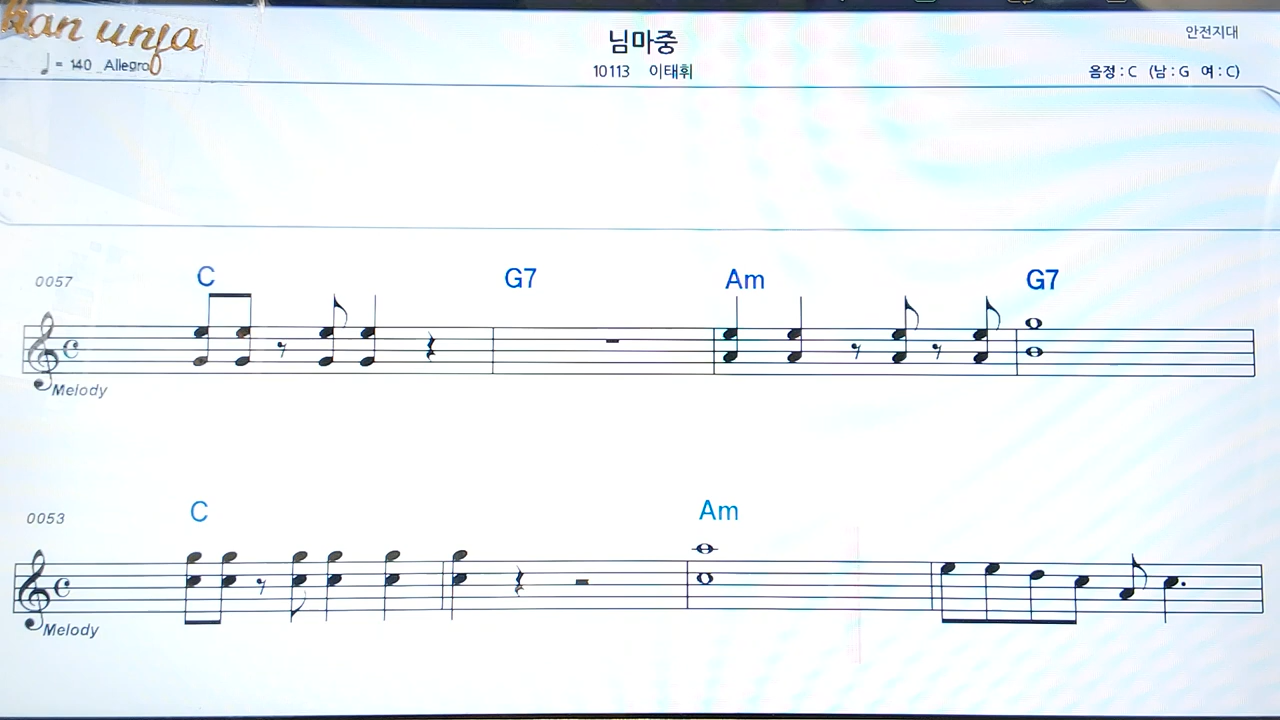 han unja
♩ = 140 Allegro
님마중
10113 이태휘
안전지대
음정 : C (남 : G 여 : C)
0057 C G7 Am G7
Melody
0053 C Am
Melody